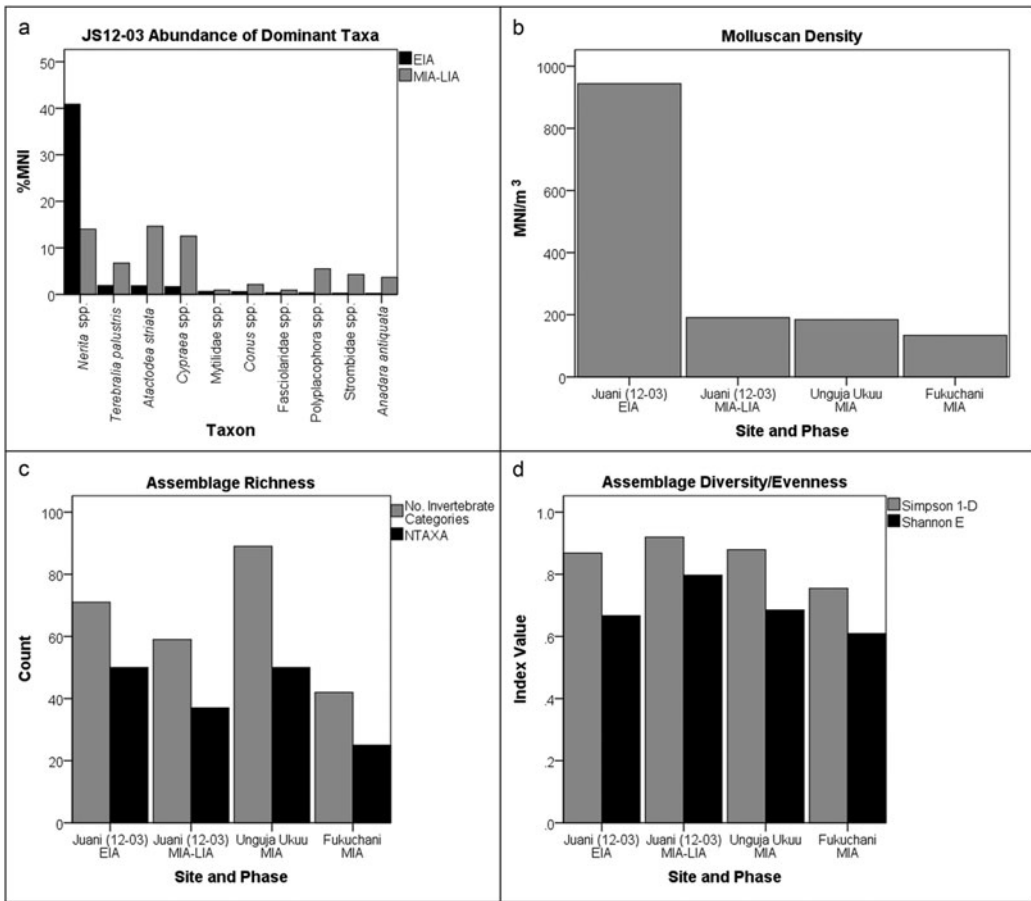 a
JS12-03 Abundance of Dominant Taxa
EIA
MIA-LIA
50
40
30
20
10
0
%MNI
Nerita spp.
Terebralia palustris
Atactodea striata
Cypraea spp.
Mytilidae spp.
Conus spp.
Fasciolaridae spp.
Polyplacophora spp.
Strombidae spp.
Anadara antiquata
Taxon
b
Molluscan Density
1000
800
600
400
200
0
MNI/m³
Juani (12-03)
EIA
Juani (12-03)
MIA-LIA
Unguja Ukuu
MIA
Fukuchani
MIA
Site and Phase
c
Assemblage Richness
No. Invertebrate
Categories
NTAXA
100
80
60
40
20
0
Count
Juani (12-03)
EIA
Juani (12-03)
MIA-LIA
Unguja Ukuu
MIA
Fukuchani
MIA
Site and Phase
d
Assemblage Diversity/Evenness
Simpson 1-D
Shannon E
1.0
.8
.6
.4
.2
.0
Index Value
Juani (12-03)
EIA
Juani (12-03)
MIA-LIA
Unguja Ukuu
MIA
Fukuchani
MIA
Site and Phase